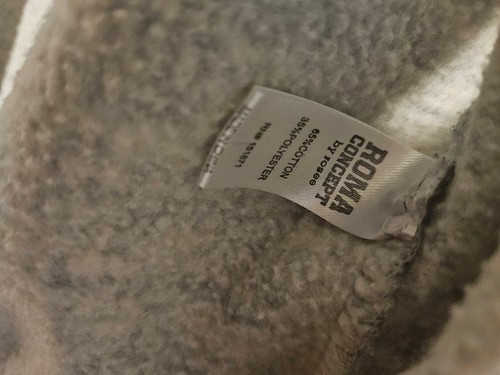 ROMA
CONCEPT
by rosee
65%COTTON
35%POLYESTER